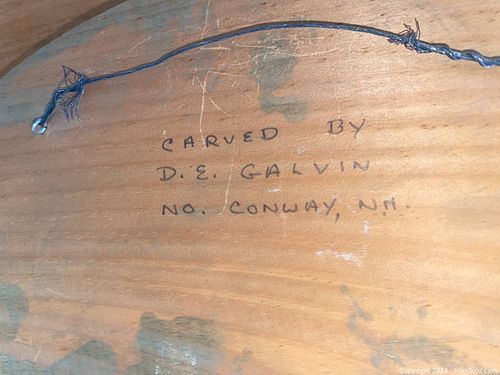 CARVED BY
D.E. GALVIN
NO. CONWAY, N.H.